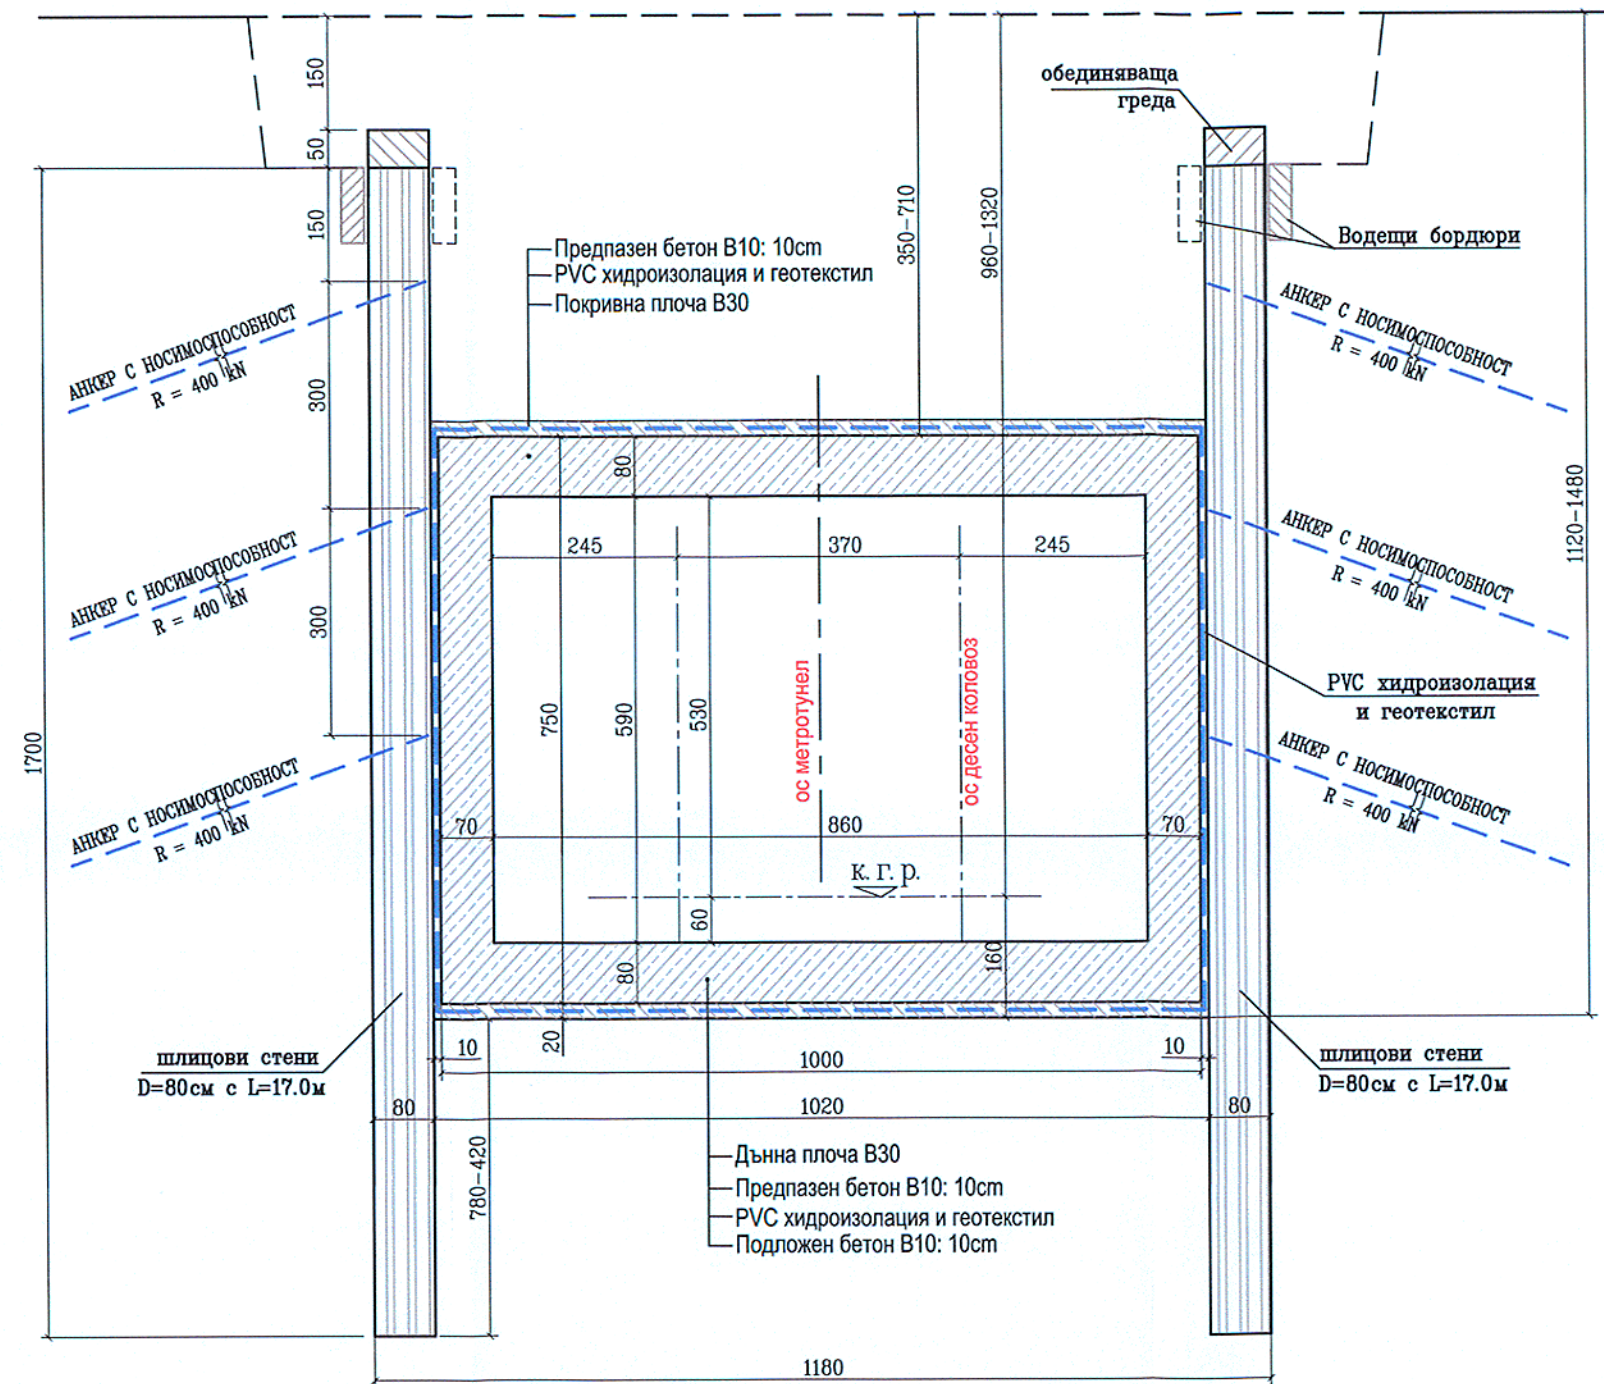 150
50
150
300
300
1700
обединяваща
греда
350-710
960-1320
1120-1480
Водещи бордюри
Предпазен бетон B10: 10cm
PVC хидроизолация и геотекстил
Покривна плоча B30
АНКЕР С НОСИМОСПОСОБНОСТ
R = 400 kN
АНКЕР С НОСИМОСПОСОБНОСТ
R = 400 kN
АНКЕР С НОСИМОСПОСОБНОСТ
R = 400 kN
АНКЕР С НОСИМОСПОСОБНОСТ
R = 400 kN
АНКЕР С НОСИМОСПОСОБНОСТ
R = 400 kN
АНКЕР С НОСИМОСПОСОБНОСТ
R = 400 kN
80
245
370
245
750
590
530
ос метротунел
ос десен коловоз
PVC хидроизолация
и геотекстил
70
860
70
к. г. р.
60
80
160
20
10
1000
10
80
1020
80
780-420
шлицови стени
D=80см с L=17.0м
шлицови стени
D=80см с L=17.0м
Дънна плоча B30
Предпазен бетон B10: 10cm
PVC хидроизолация и геотекстил
Подложен бетон B10: 10cm
1180